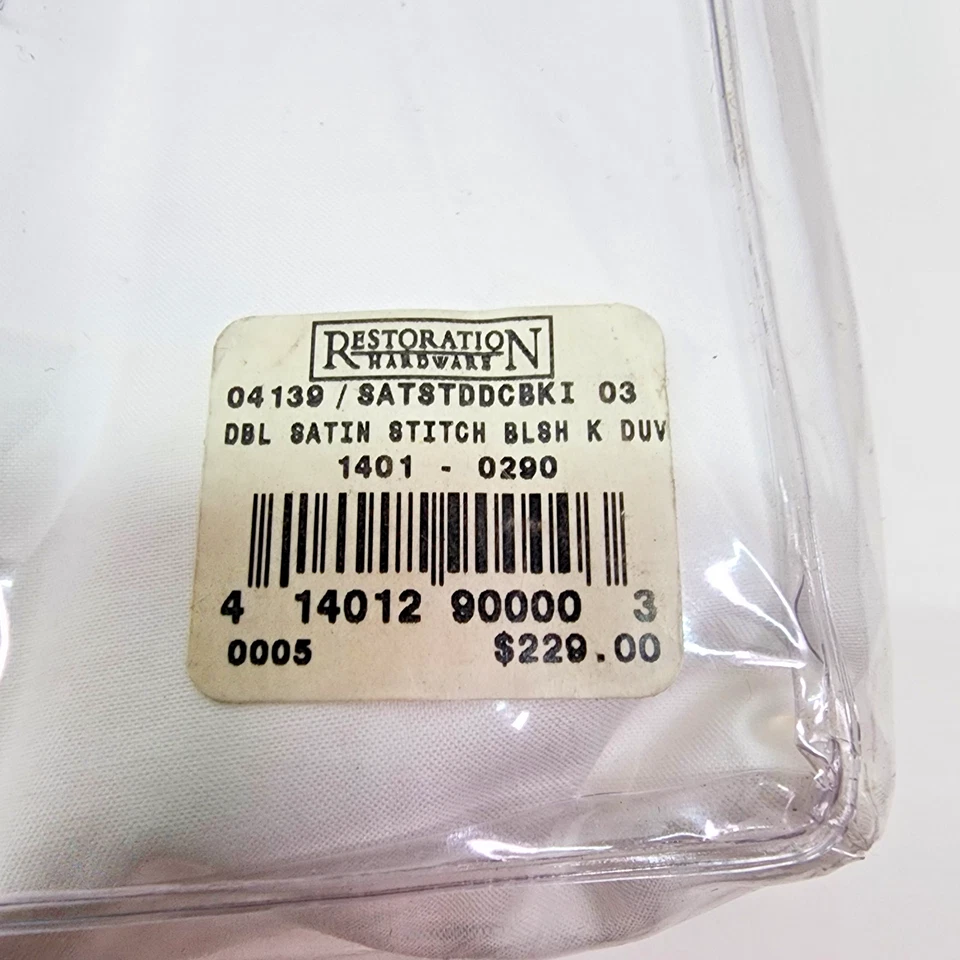 RESTORATION
HARDWARE
04139 / SATSTDDCBKI 03
DBL SATIN STITCH BLSH K DUV
1401 - 0290
4 14012 90000 3
0005 $229.00